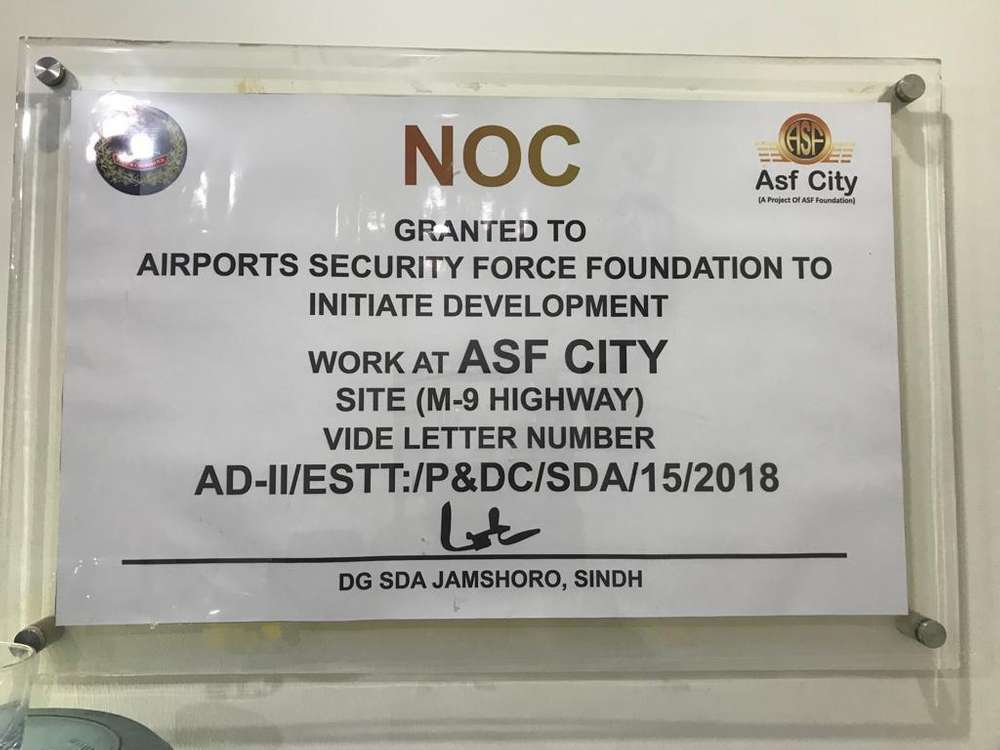 NOC
ASF
Asf City
(A Project Of ASF Foundation)
GRANTED TO
AIRPORTS SECURITY FORCE FOUNDATION TO
INITIATE DEVELOPMENT
WORK AT ASF CITY
SITE (M-9 HIGHWAY)
VIDE LETTER NUMBER
AD-II/ESTT:/P&DC/SDA/15/2018
DG SDA JAMSHORO, SINDH